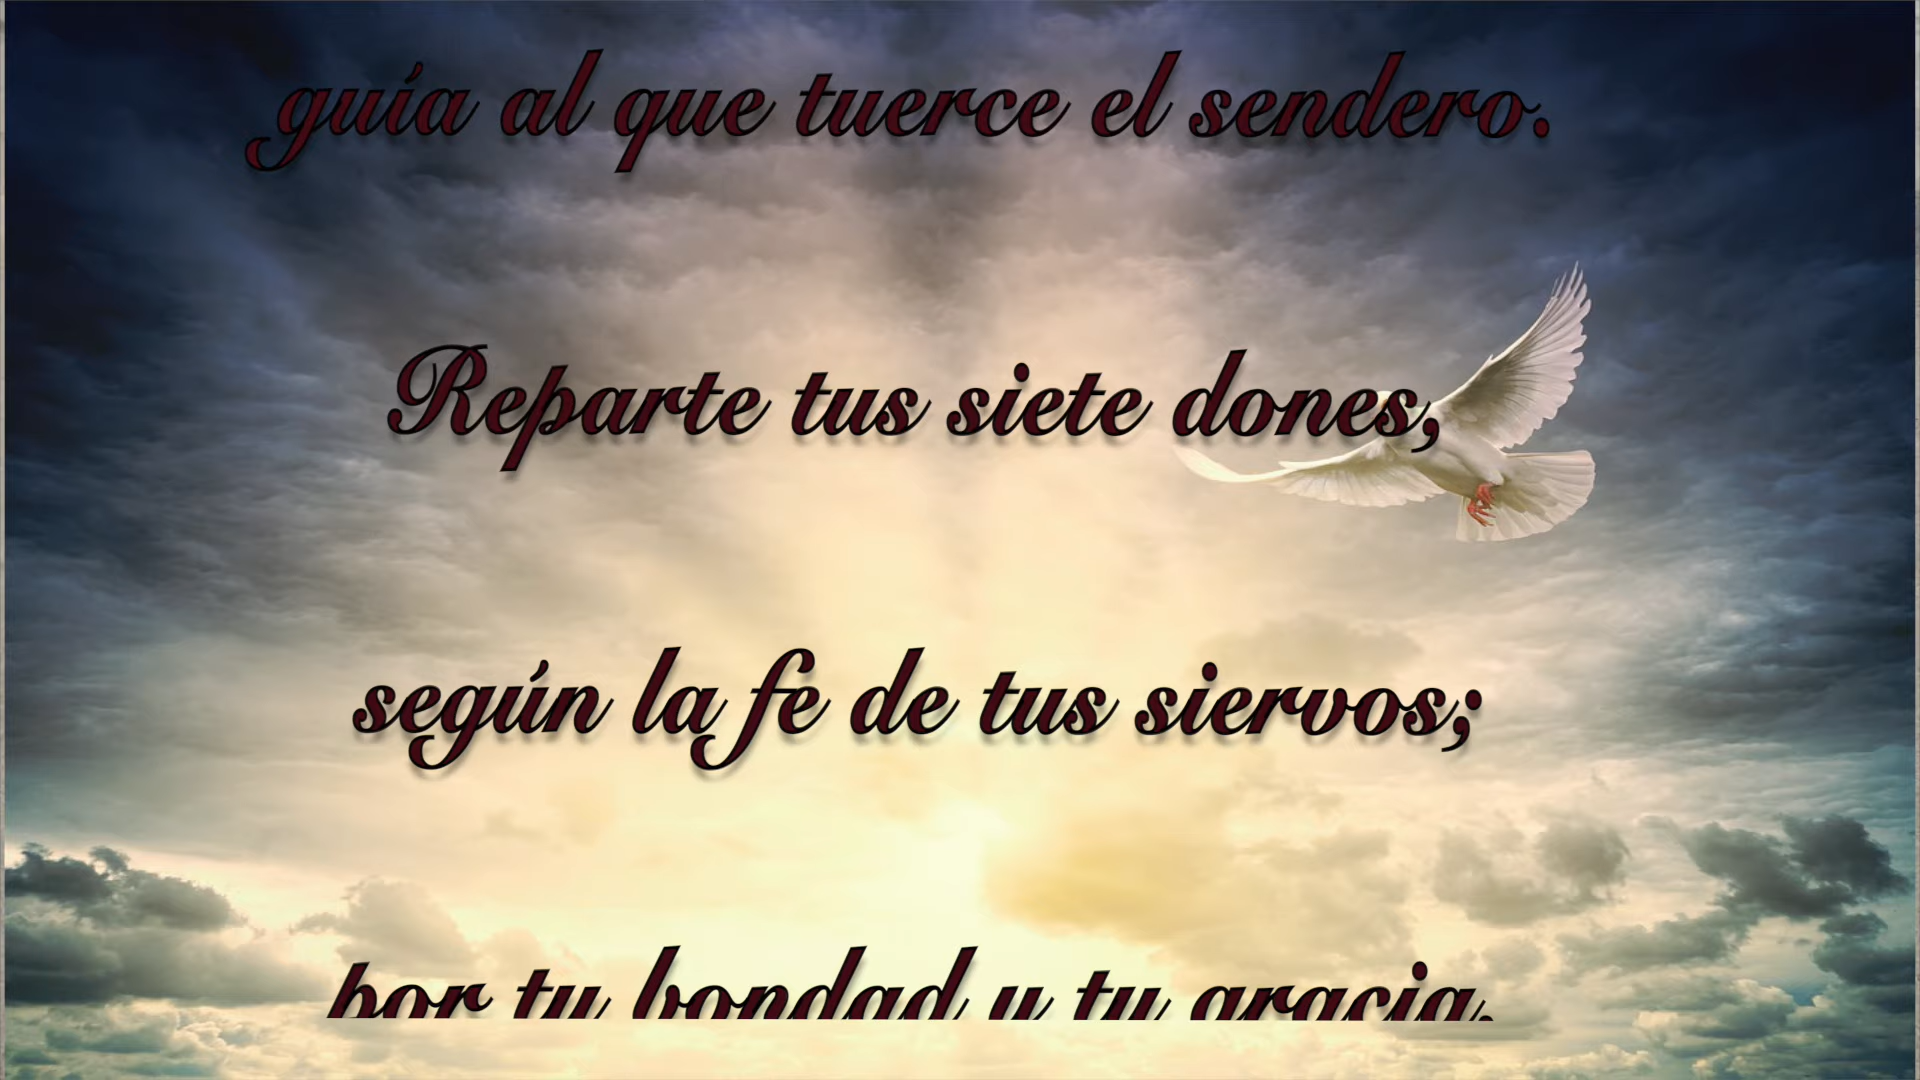 guía al que tuerce el sendero.
Reparte tus siete dones,
según la fe de tus siervos;
por tu bondad y tu gracia,